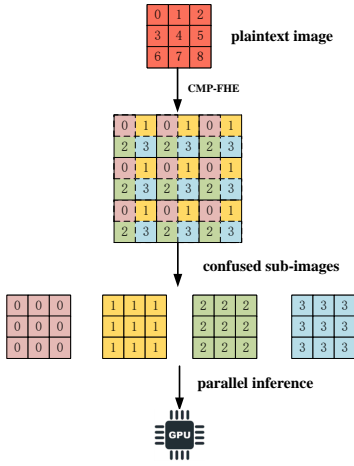 0 1 2
3 4 5
6 7 8
plaintext image
CMP-FHE
0 1 0 1 0 1
2 3 2 3 2 3
0 1 0 1 0 1
2 3 2 3 2 3
0 1 0 1 0 1
2 3 2 3 2 3
confused sub-images
0 0 0 1 1 1 2 2 2 3 3 3
0 0 0 1 1 1 2 2 2 3 3 3
0 0 0 1 1 1 2 2 2 3 3 3
parallel inference
GPU